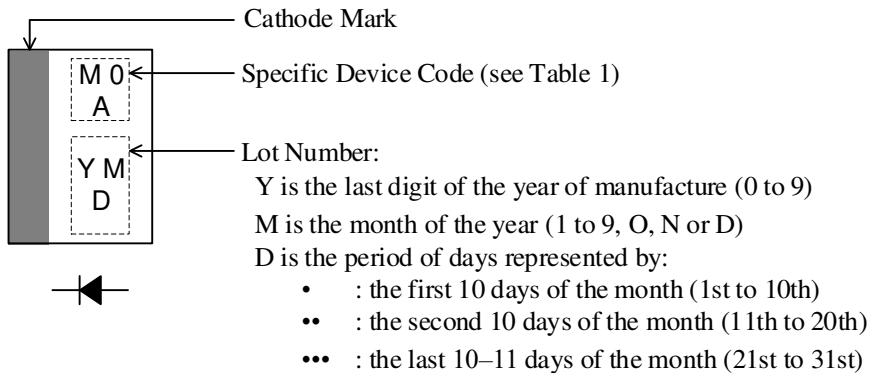 Cathode Mark
M 0
A
Specific Device Code (see Table 1)
Y M
D
Lot Number:
Y is the last digit of the year of manufacture (0 to 9)
M is the month of the year (1 to 9, O, N or D)
D is the period of days represented by:
• : the first 10 days of the month (1st to 10th)
•• : the second 10 days of the month (11th to 20th)
••• : the last 10–11 days of the month (21st to 31st)